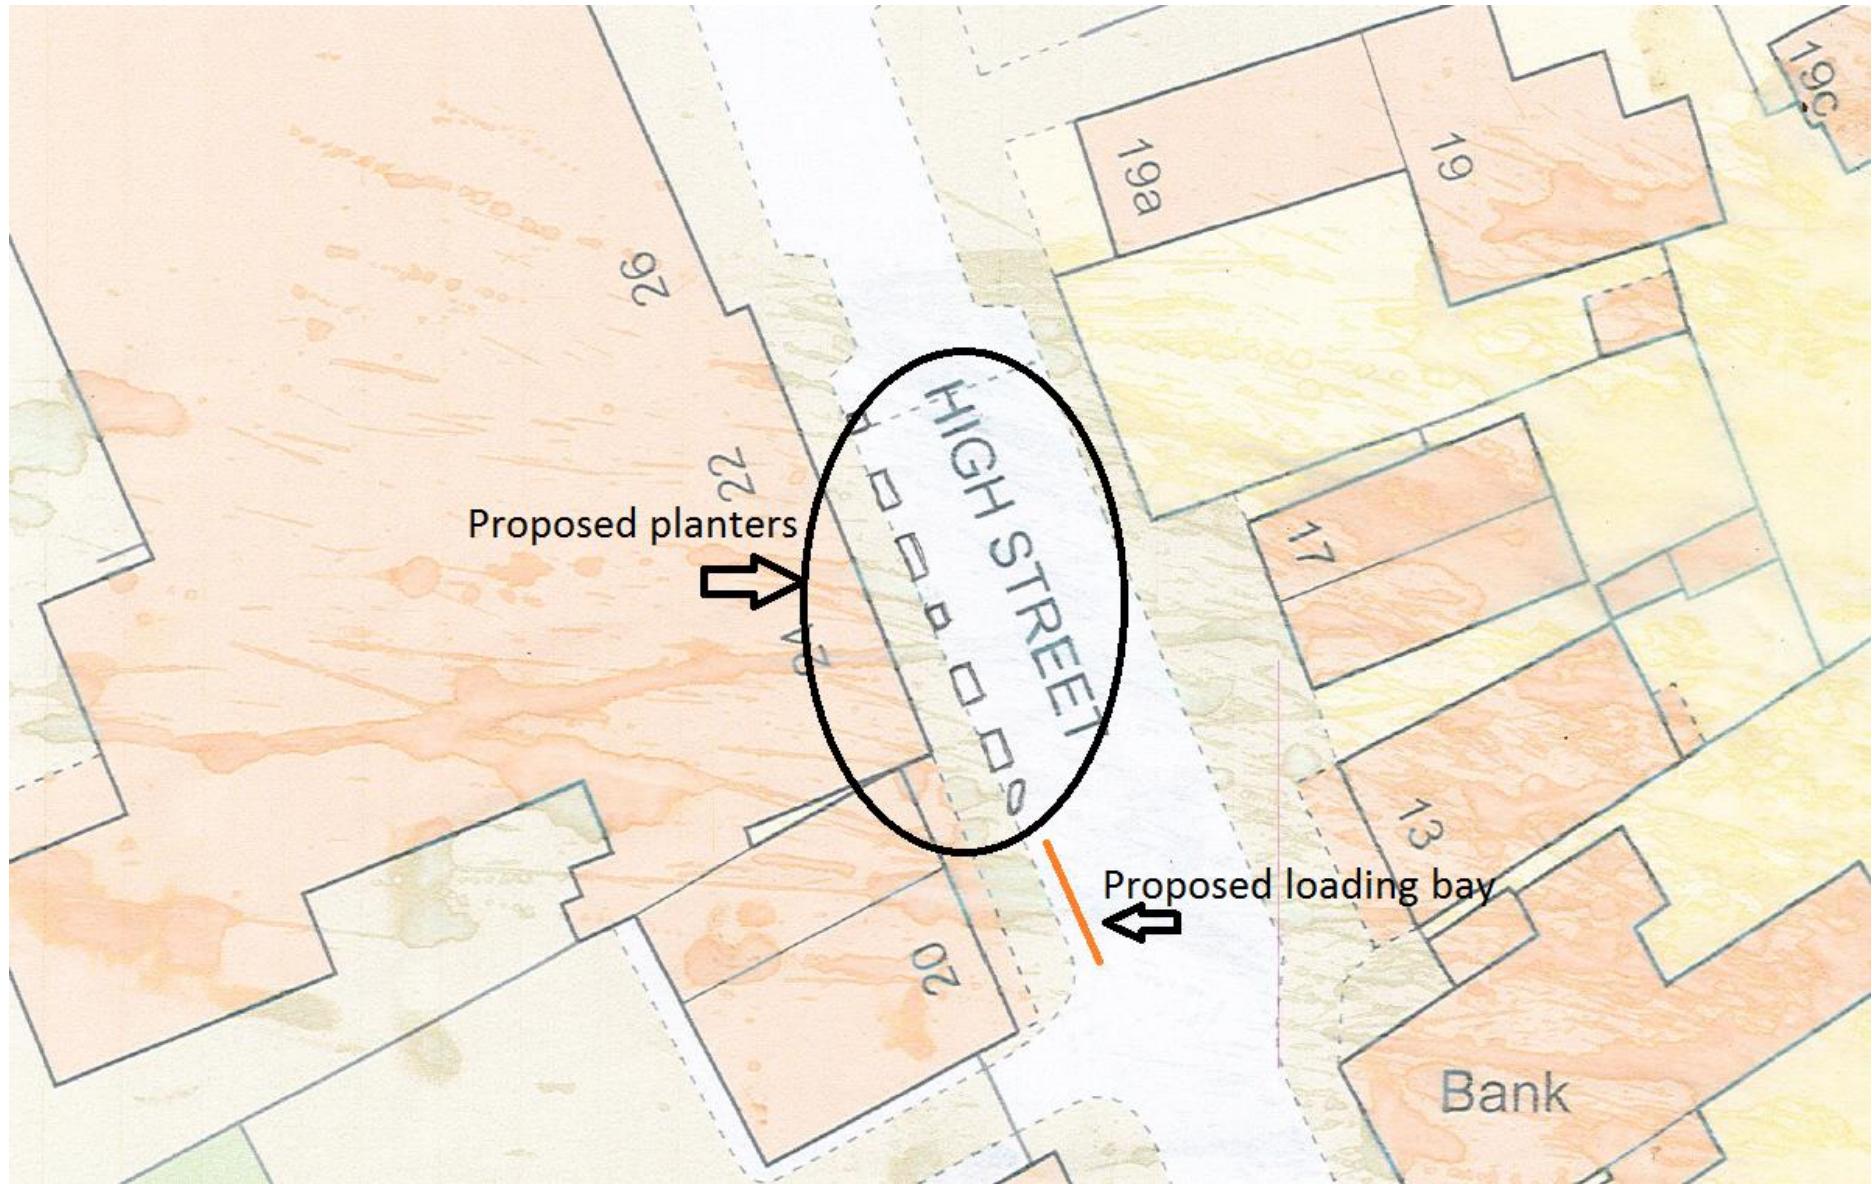 19c
19a
19
26
HIGH STREET
22
Proposed planters
17
24
13
Proposed loading bay
20
Bank